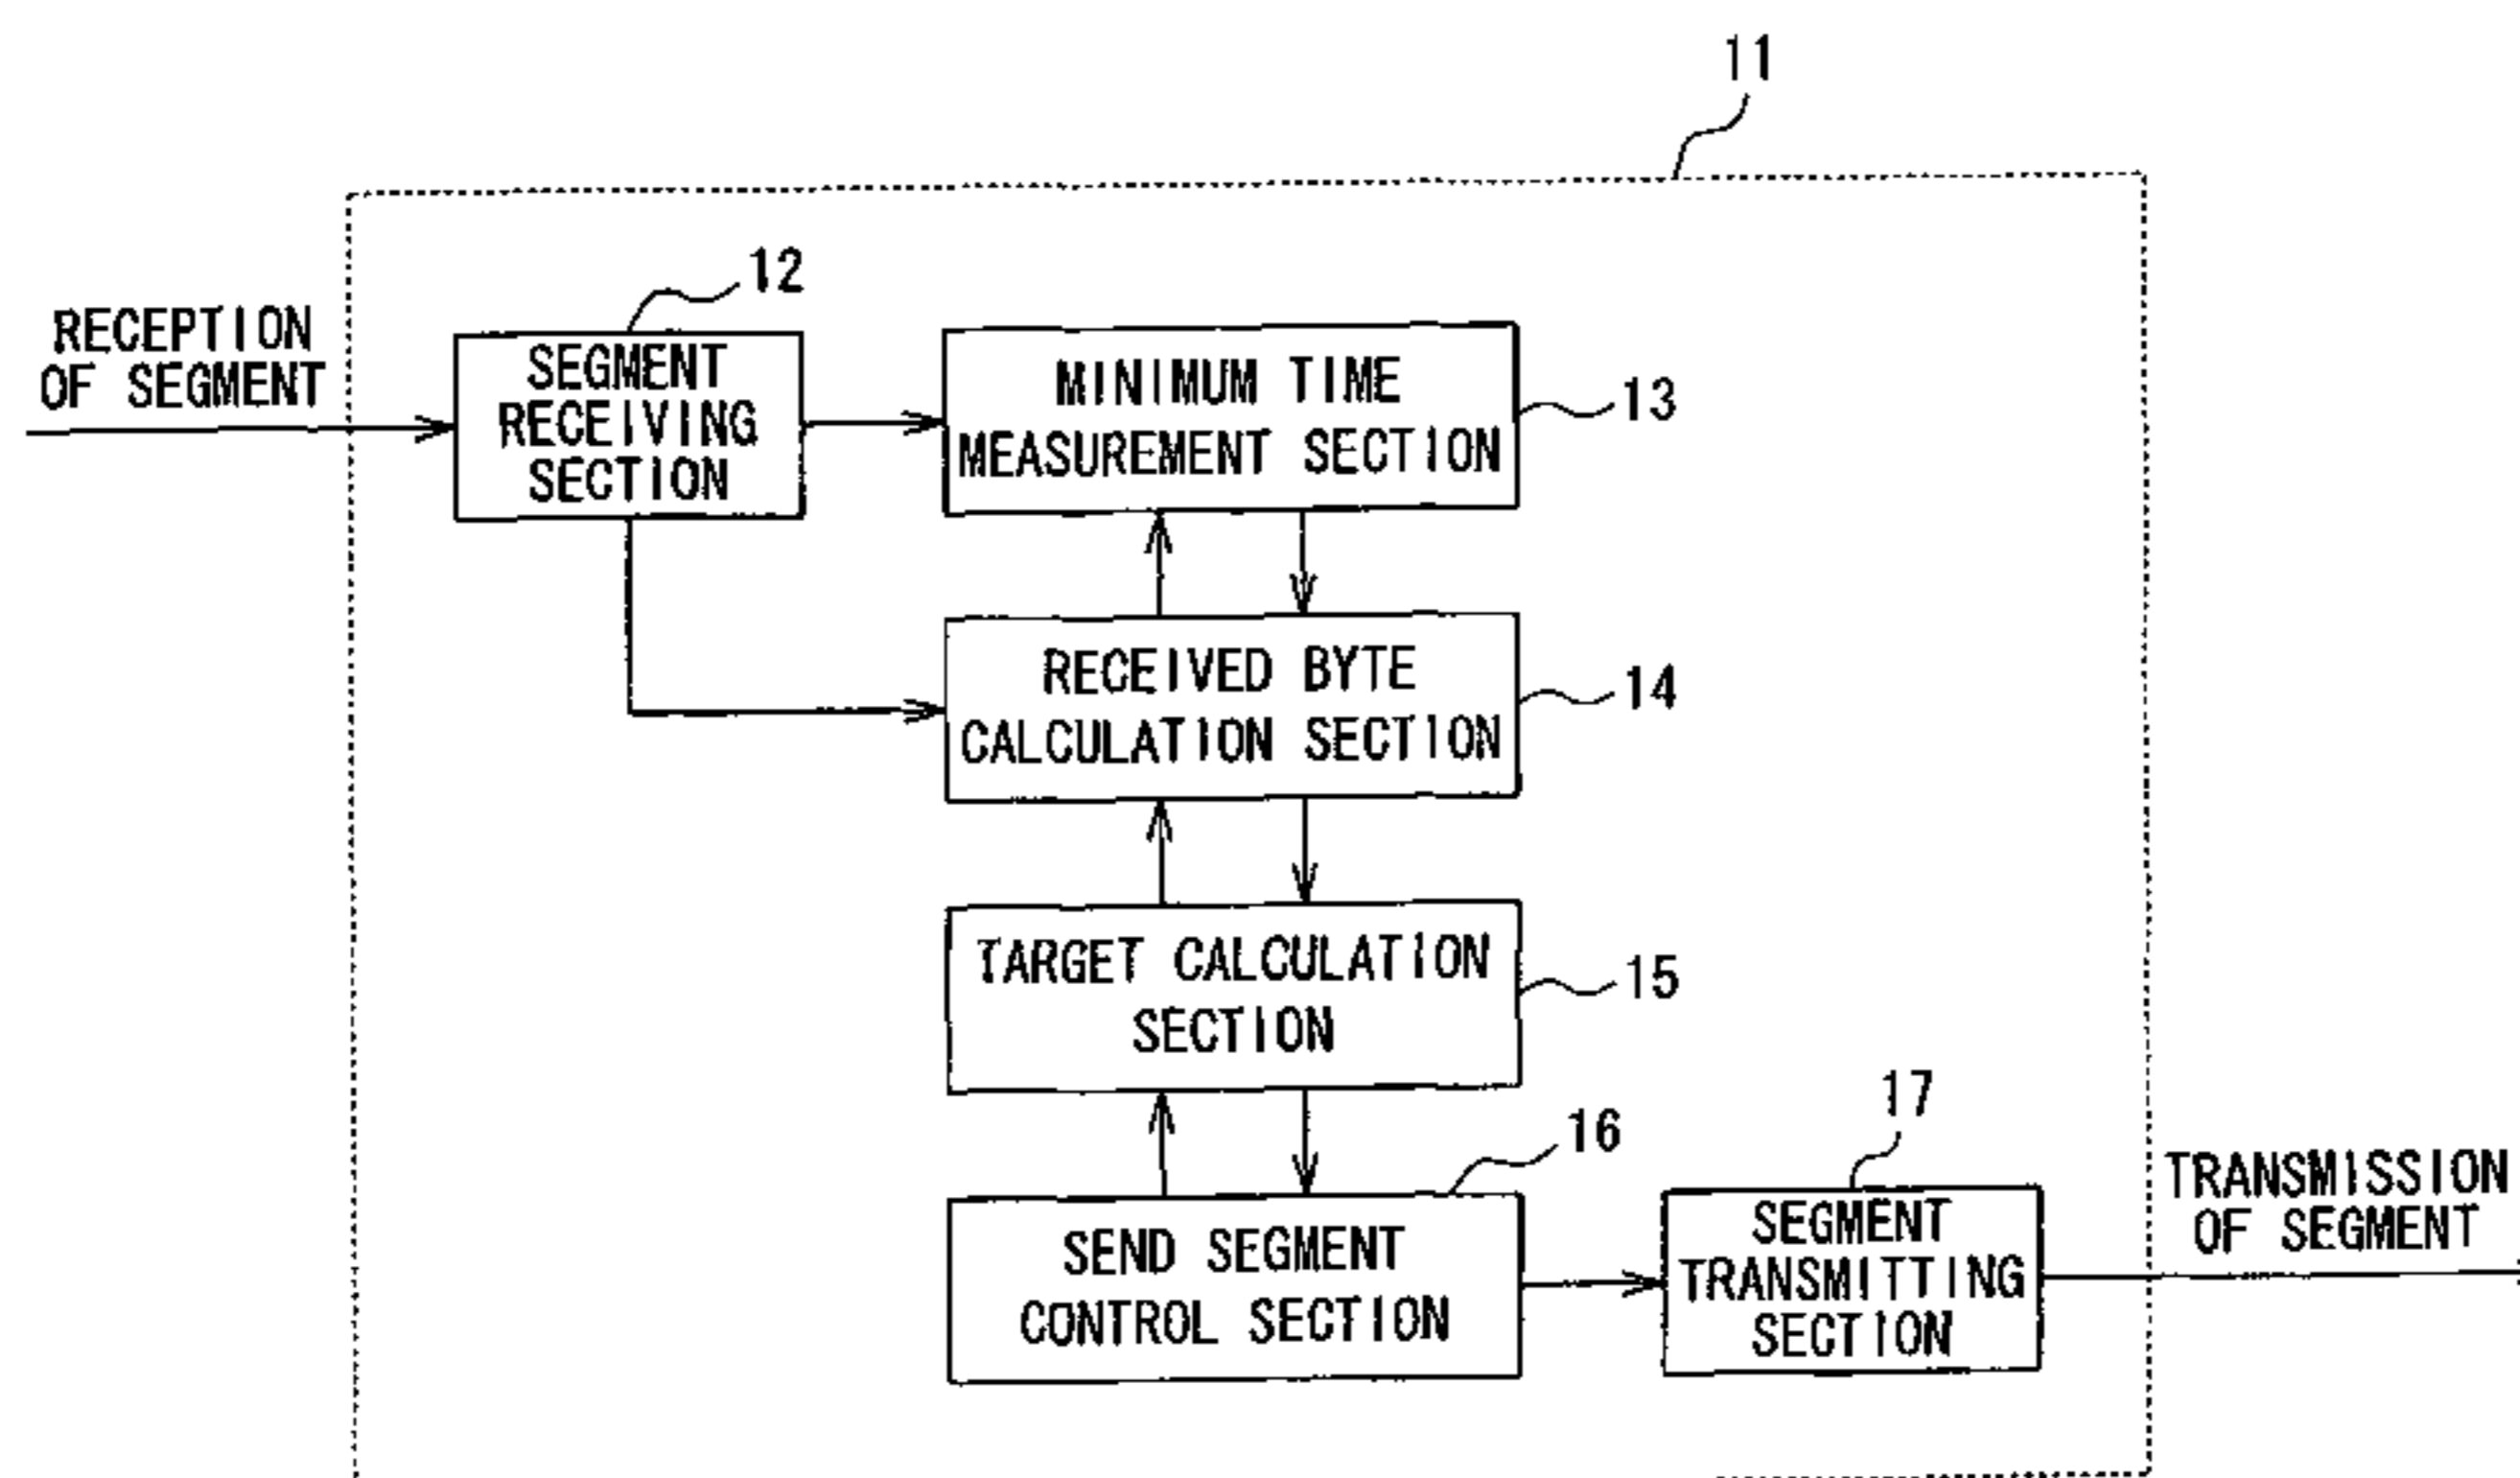 11
12
RECEPTION
OF SEGMENT
SEGMENT
RECEIVING
SECTION
MINIMUM TIME
MEASUREMENT SECTION
13
RECEIVED BYTE
CALCULATION SECTION
14
TARGET CALCULATION
SECTION
15
16
SEND SEGMENT
CONTROL SECTION
17
SEGMENT
TRANSMITTING
SECTION
TRANSMISSION
OF SEGMENT